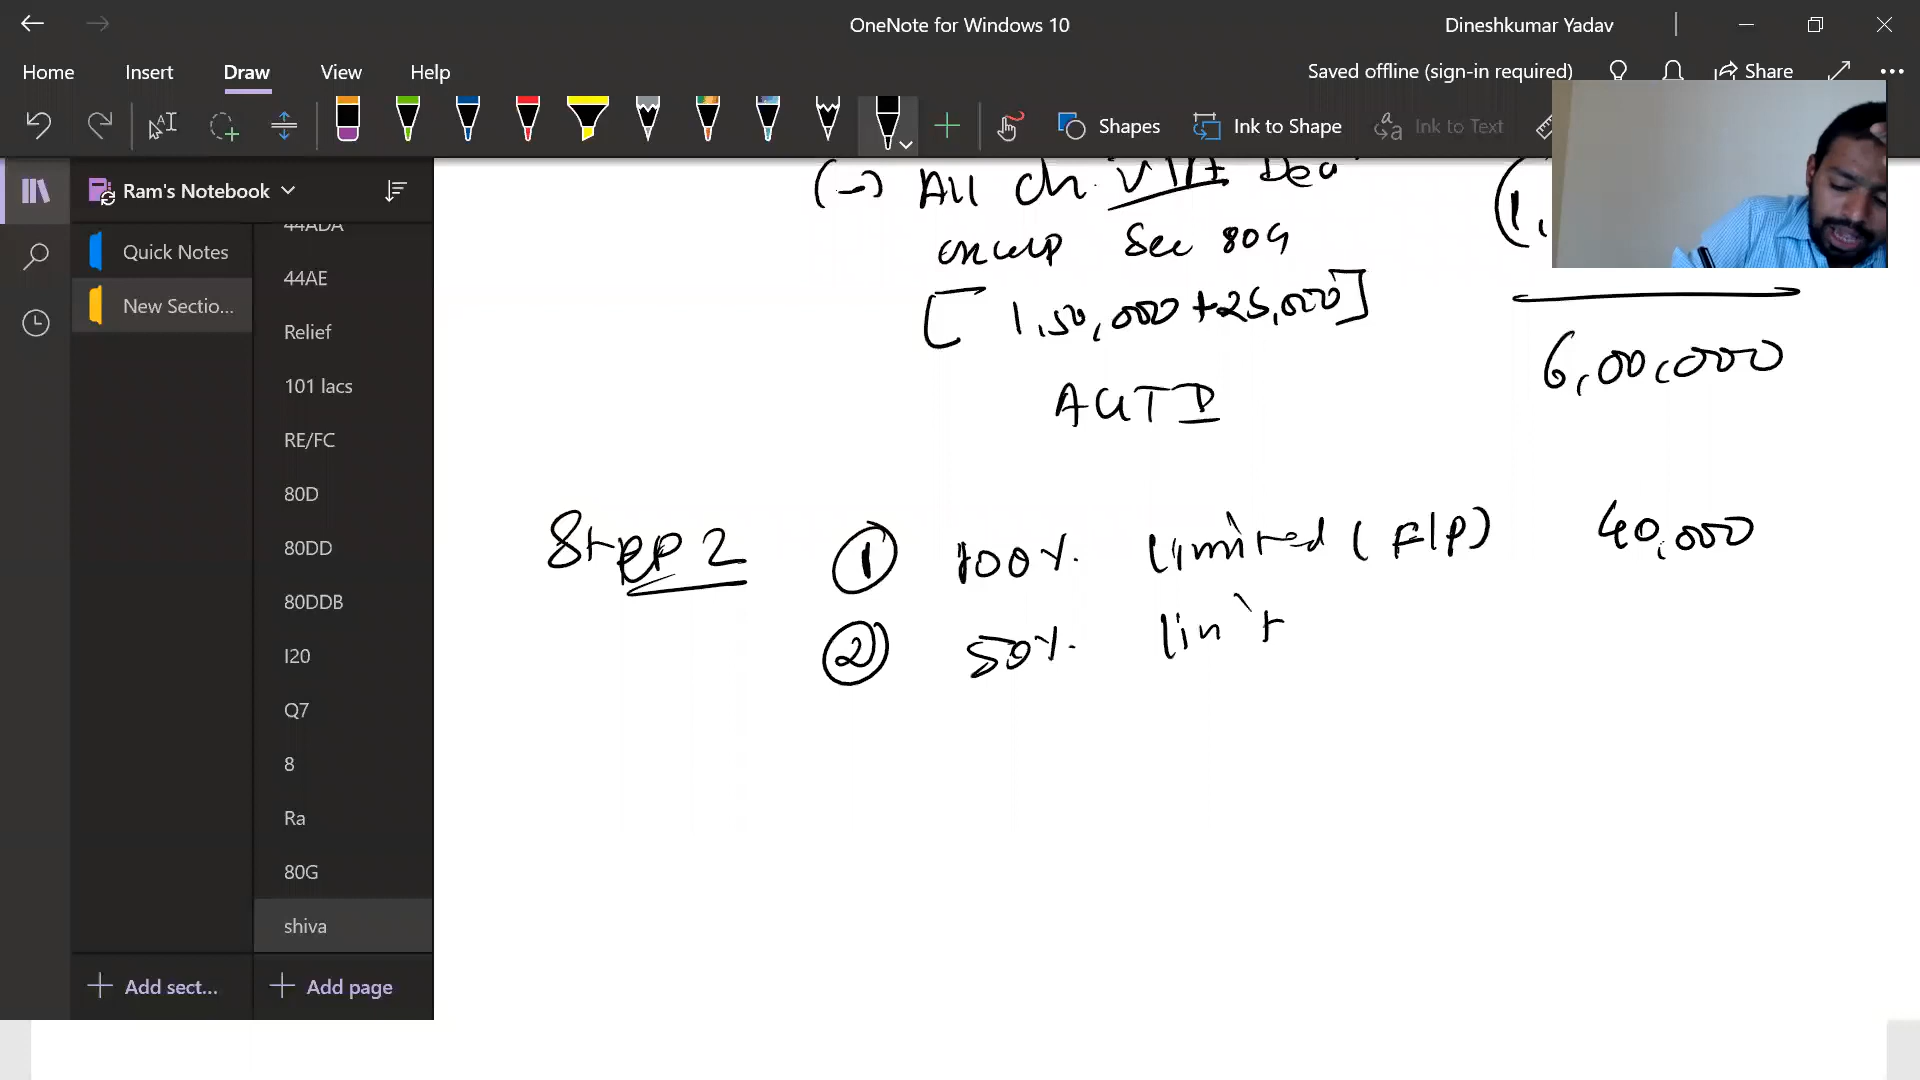 OneNote for Windows 10
Dineshkumar Yadav
Home Insert Draw View Help
Saved offline (sign-in required)
Share
Shapes
Ink to Shape
Ink to Text
Ram's Notebook
Quick Notes
New Sectio...
44ADA
44AE
Relief
101 lacs
RE/FC
80D
80DD
80DDB
I20
Q7
8
Ra
80G
shiva
Add sect...
Add page
(-) All Ch. VIA Ded
Sec 80G
[ 1,50,000 + 25,000 ]
AGTI
6,00,000
Step 2 ① 100% limited (F/P) 40,000
② 50% limit